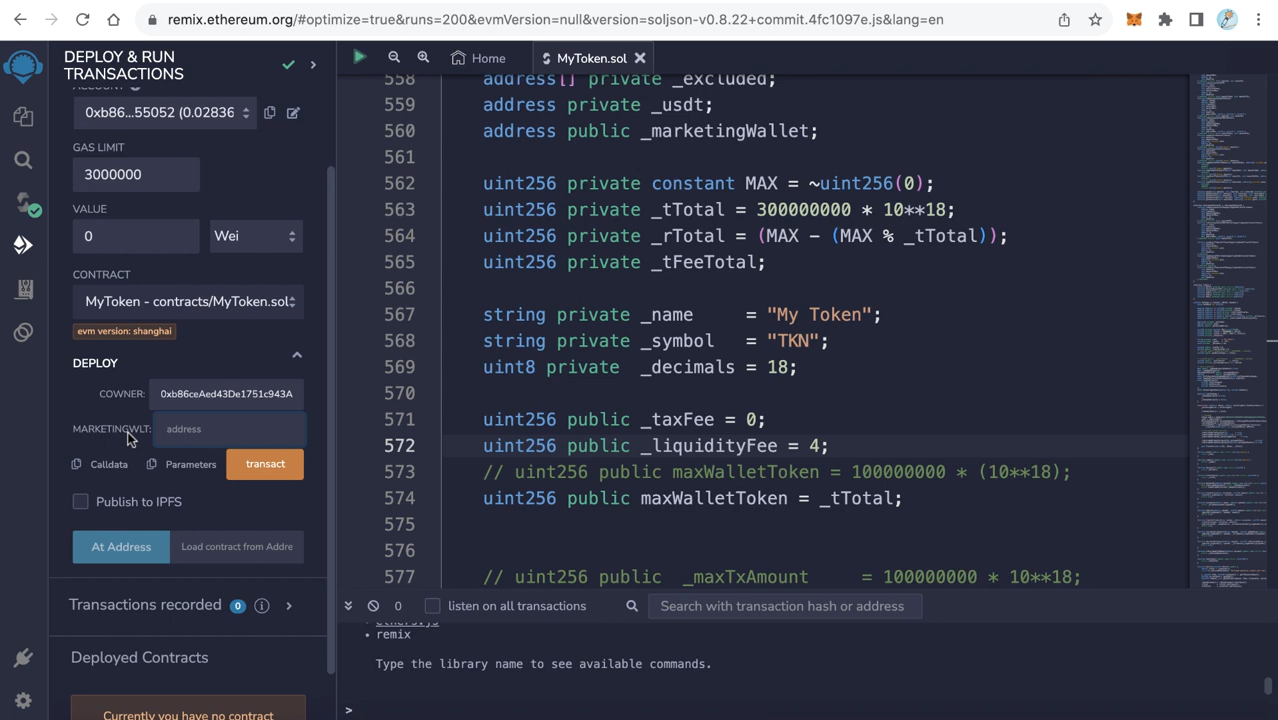 remix.ethereum.org/#optimize=true&runs=200&evmVersion=null&version=soljson-v0.8.22+commit.4fc1097e.js&lang=en
DEPLOY & RUN
TRANSACTIONS
0xb86...55052 (0.02836
GAS LIMIT
3000000
VALUE
0
Wei
CONTRACT
MyToken - contracts/MyToken.sol
evm version: shanghai
DEPLOY
COWNER:
0xb86ceAed43De1751c943A
MARKETINGWLT:
address
Calldata
Parameters
transact
Publish to IPFS
At Address
Load contract from Addre
Transactions recorded 0 i
Deployed Contracts
Currently you have no contract
Home
MyToken.sol
558 address[] private _excluded;
559 address private _usdt;
560 address public _marketingWallet;
561
562 uint256 private constant MAX = ~uint256(0);
563 uint256 private _tTotal = 300000000 * 10**18;
564 uint256 private _rTotal = (MAX - (MAX % _tTotal));
565 uint256 private _tFeeTotal;
566
567 string private _name = "My Token";
568 string private _symbol = "TKN";
569 uint8 private _decimals = 18;
570
571 uint256 public _taxFee = 0;
572 uint256 public _liquidityFee = 4;
573 // uint256 public maxWalletToken = 100000000 * (10**18);
574 uint256 public maxWalletToken = _tTotal;
575
576
577 // uint256 public _maxTxAmount = 100000000 * 10**18;
0
listen on all transactions
Search with transaction hash or address
• ethersjs
• remix
Type the library name to see available commands.
>